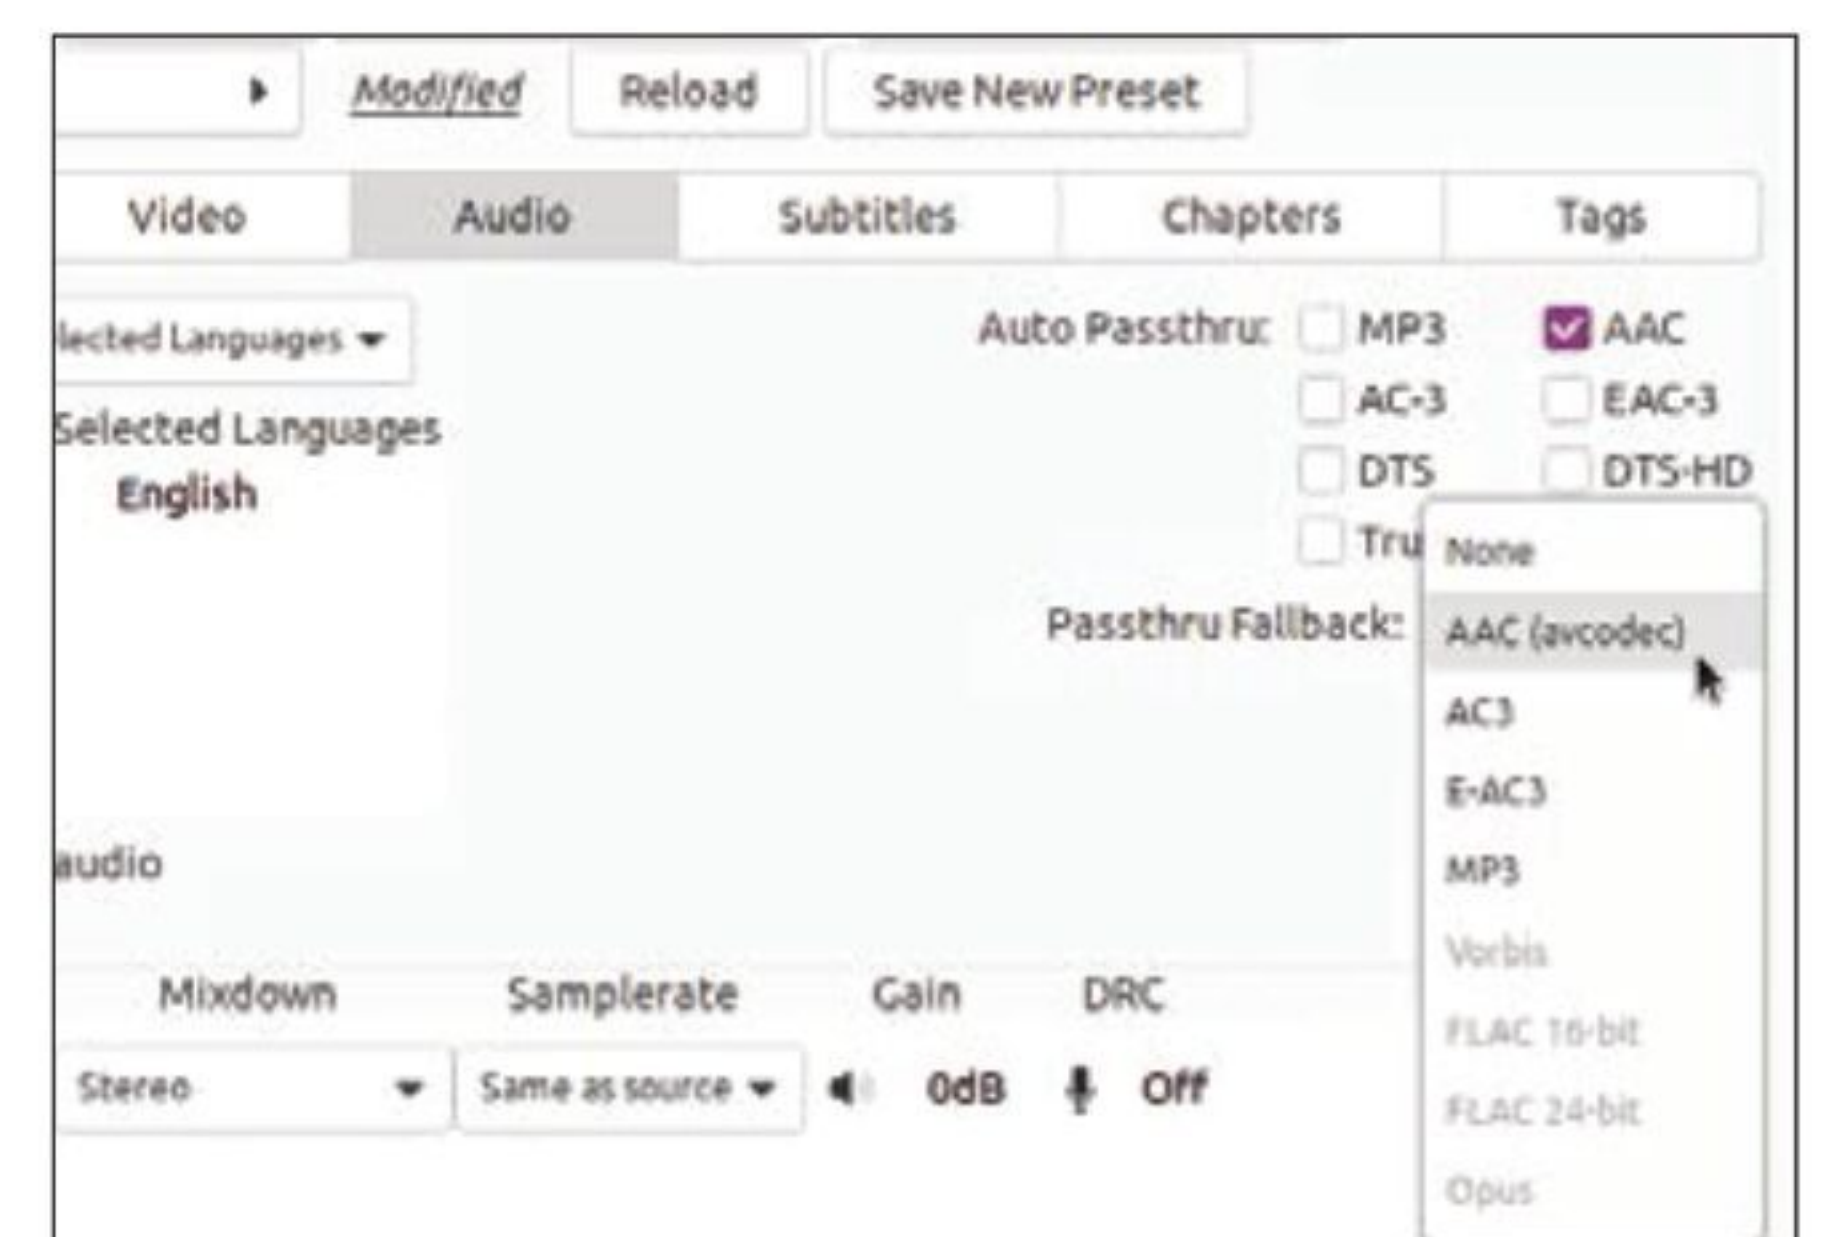 Modified Reload Save New Preset
Video Audio Subtitles Chapters Tags
lected Languages
Selected Languages
English
audio
Auto Passthru: MP3 AAC
AC-3 EAC-3
DTS DTS-HD
Tru
Passthru Fallback:
None
AAC (avcodec)
AC3
E-AC3
MP3
Vorbis
FLAC 16-bit
FLAC 24-bit
Opus
Mixdown Samplerate Gain DRC
Stereo Same as source 0dB Off